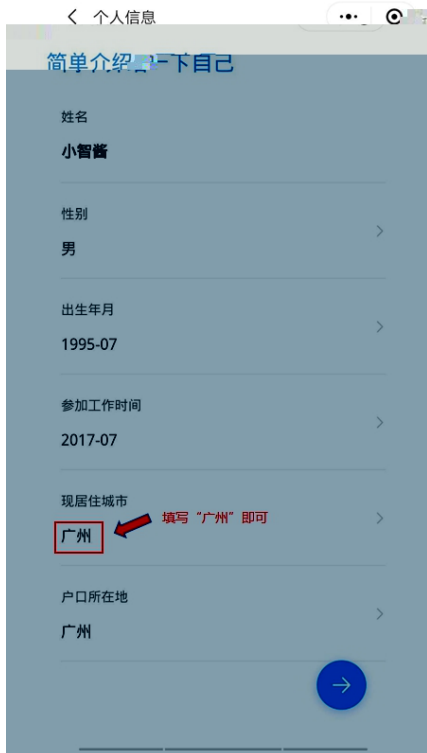 个人信息
简单介绍一下自己
姓名
小智酱
性别
男
出生年月
1995-07
参加工作时间
2017-07
现居住城市
填写“广州”即可
广州
户口所在地
广州